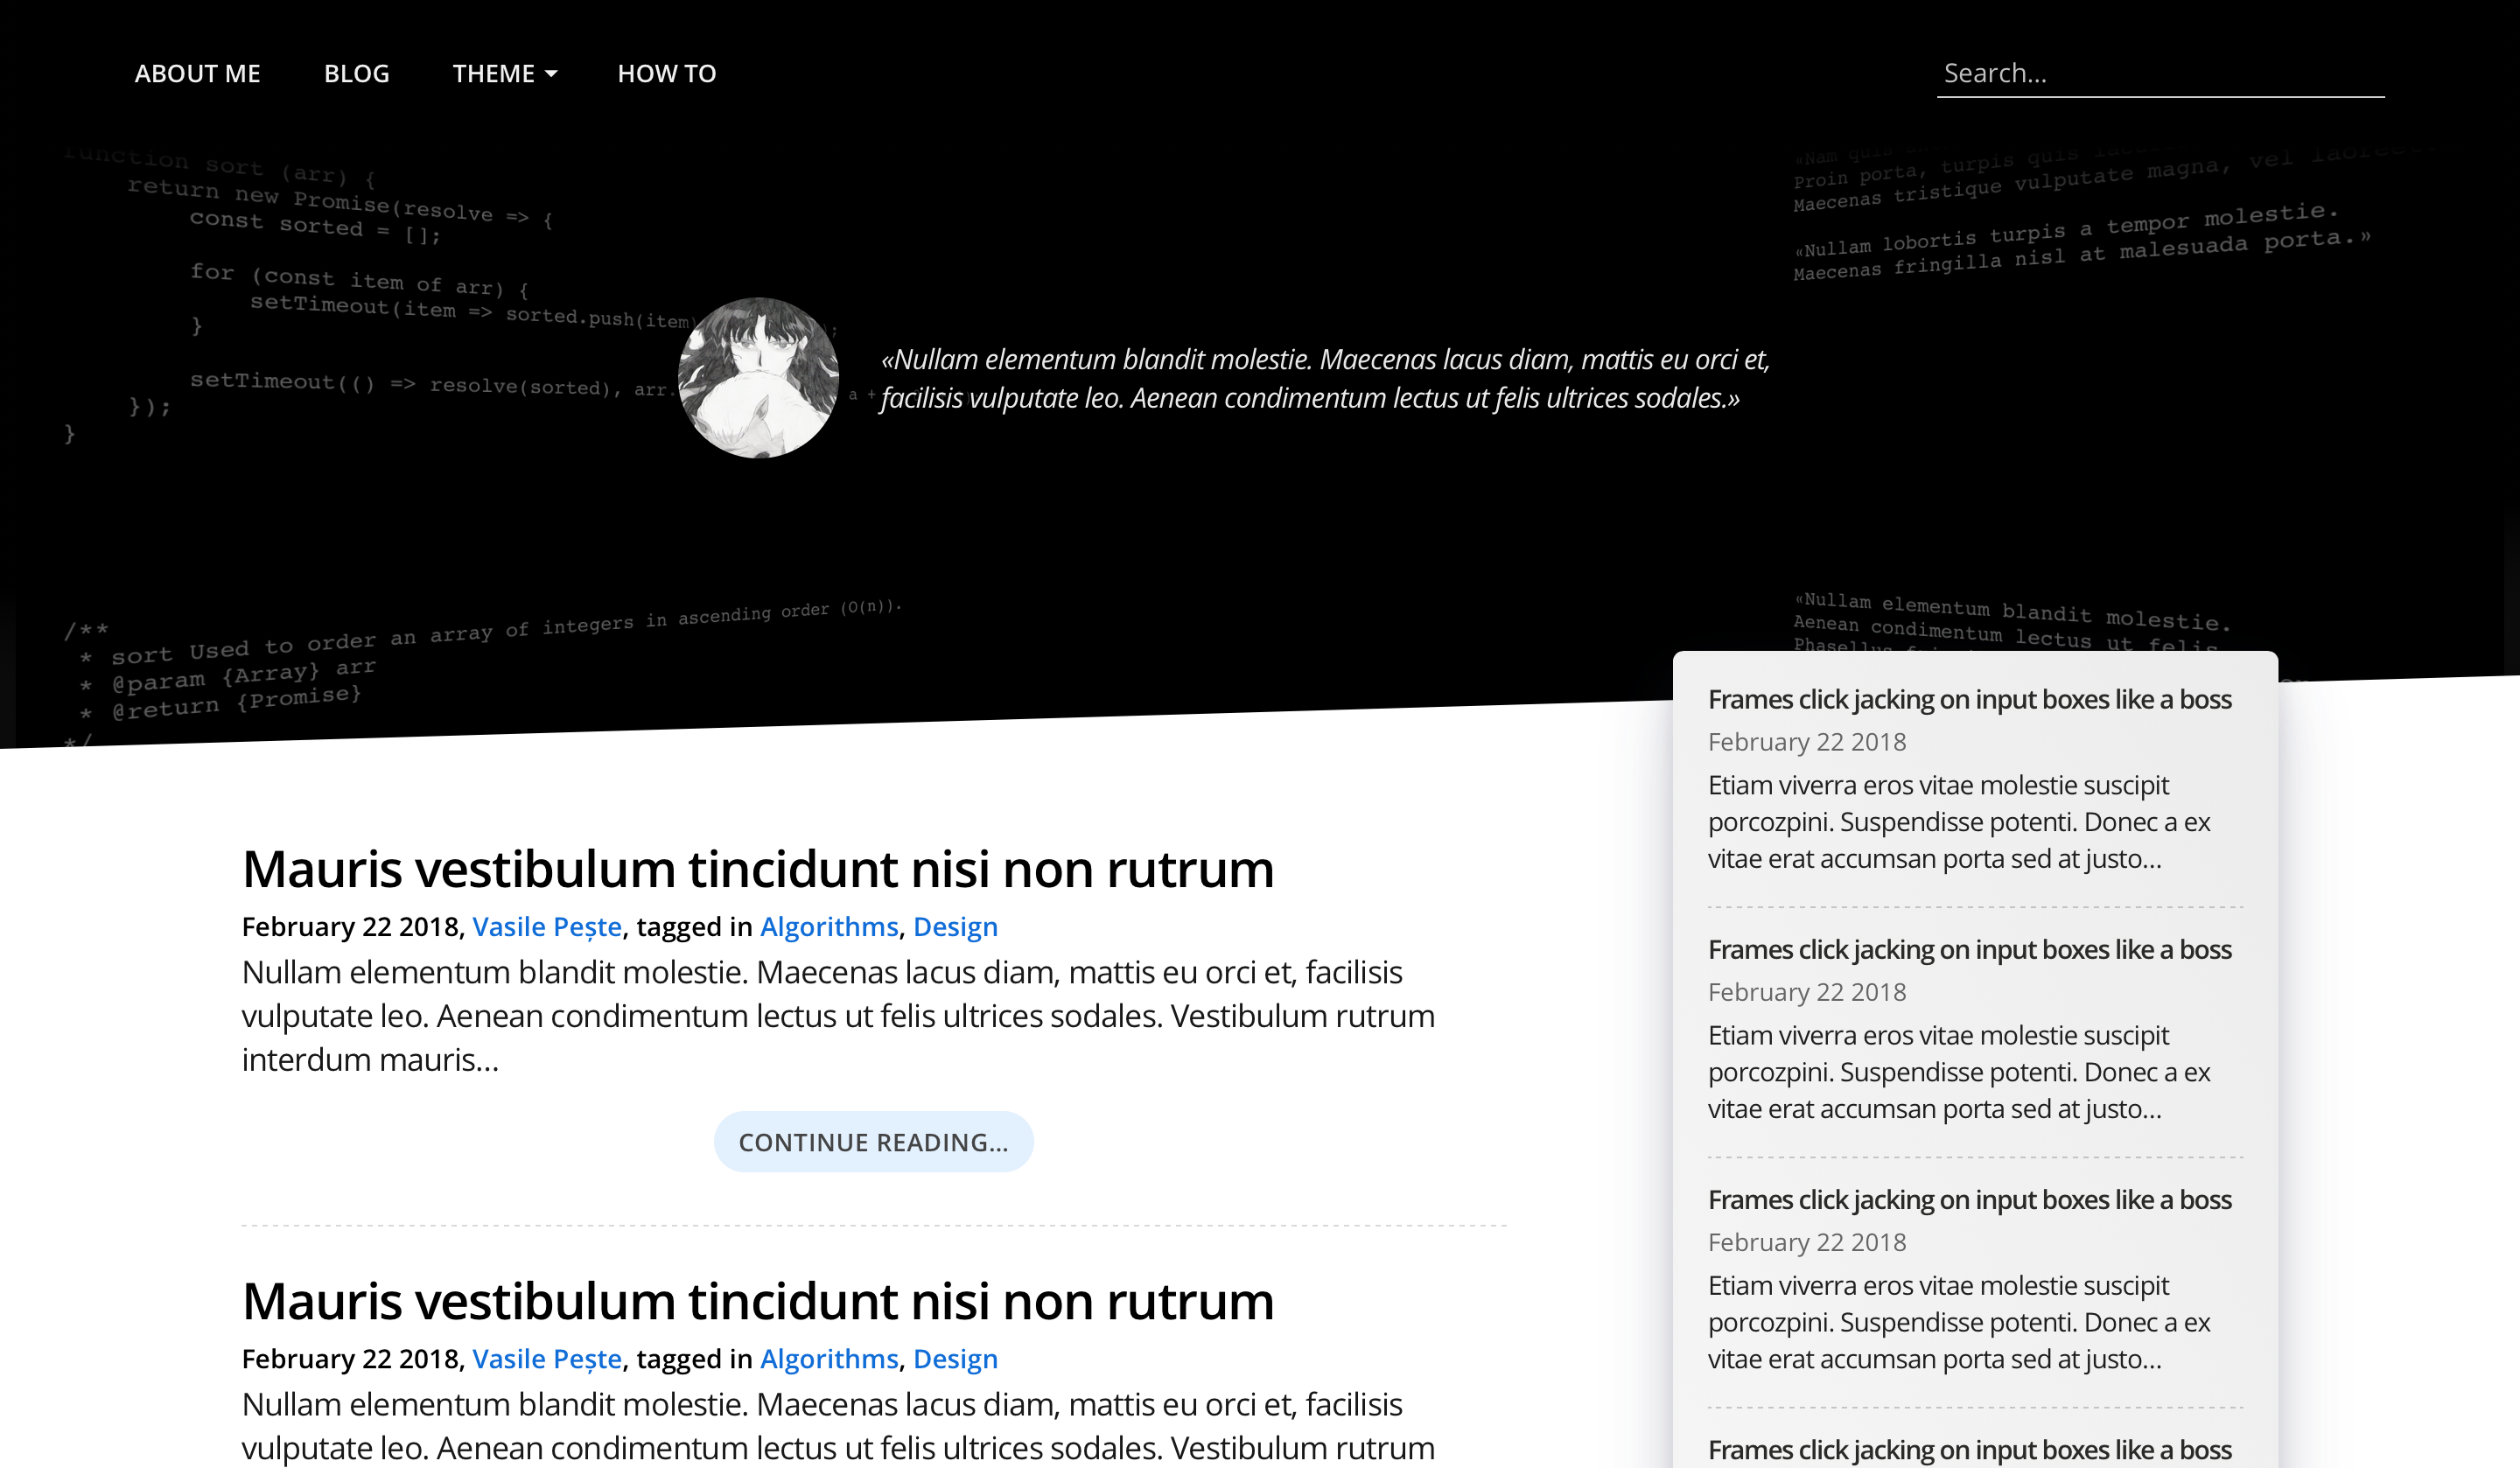 ABOUT ME BLOG THEME HOW TO Search...
function sort (arr) {
return new Promise(resolve => {
const sorted = [];
for (const item of arr) {
setTimeout(item => sorted.push(item)
}
setTimeout(() => resolve(sorted), arr.
});
}
«Nam quis
Proin porta, turpis quis
Maecenas tristique vulputate magna, vel laoreet
«Nullam lobortis turpis a tempor molestie.
Maecenas fringilla nisl at malesuada porta.»
«Nullam elementum blandit molestie. Maecenas lacus diam, mattis eu orci et,
facilisis vulputate leo. Aenean condimentum lectus ut felis ultrices sodales.»
/**
* sort Used to order an array of integers in ascending order (O(n)).
* @param {Array} arr
* @return {Promise}
*/
«Nullam elementum blandit molestie.
Aenean condimentum lectus ut felis
Mauris vestibulum tincidunt nisi non rutrum
February 22 2018, Vasile Pește, tagged in Algorithms, Design
Nullam elementum blandit molestie. Maecenas lacus diam, mattis eu orci et, facilisis
vulputate leo. Aenean condimentum lectus ut felis ultrices sodales. Vestibulum rutrum
interdum mauris...
CONTINUE READING...
Mauris vestibulum tincidunt nisi non rutrum
February 22 2018, Vasile Pește, tagged in Algorithms, Design
Nullam elementum blandit molestie. Maecenas lacus diam, mattis eu orci et, facilisis
vulputate leo. Aenean condimentum lectus ut felis ultrices sodales. Vestibulum rutrum
Frames click jacking on input boxes like a boss
February 22 2018
Etiam viverra eros vitae molestie suscipit
porcozpini. Suspendisse potenti. Donec a ex
vitae erat accumsan porta sed at justo...
Frames click jacking on input boxes like a boss
February 22 2018
Etiam viverra eros vitae molestie suscipit
porcozpini. Suspendisse potenti. Donec a ex
vitae erat accumsan porta sed at justo...
Frames click jacking on input boxes like a boss
February 22 2018
Etiam viverra eros vitae molestie suscipit
porcozpini. Suspendisse potenti. Donec a ex
vitae erat accumsan porta sed at justo...
Frames click jacking on input boxes like a boss